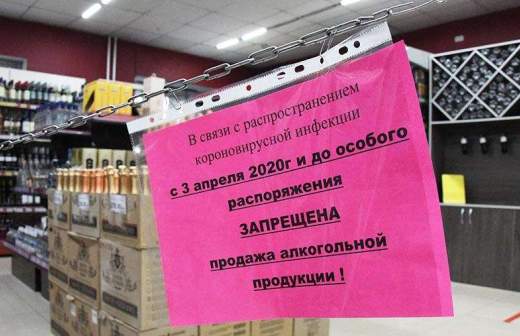 В связи с распространением
короновирусной инфекции
с 3 апреля 2020г и до особого
распоряжения
ЗАПРЕЩЕНА
продажа алкогольной
продукции !